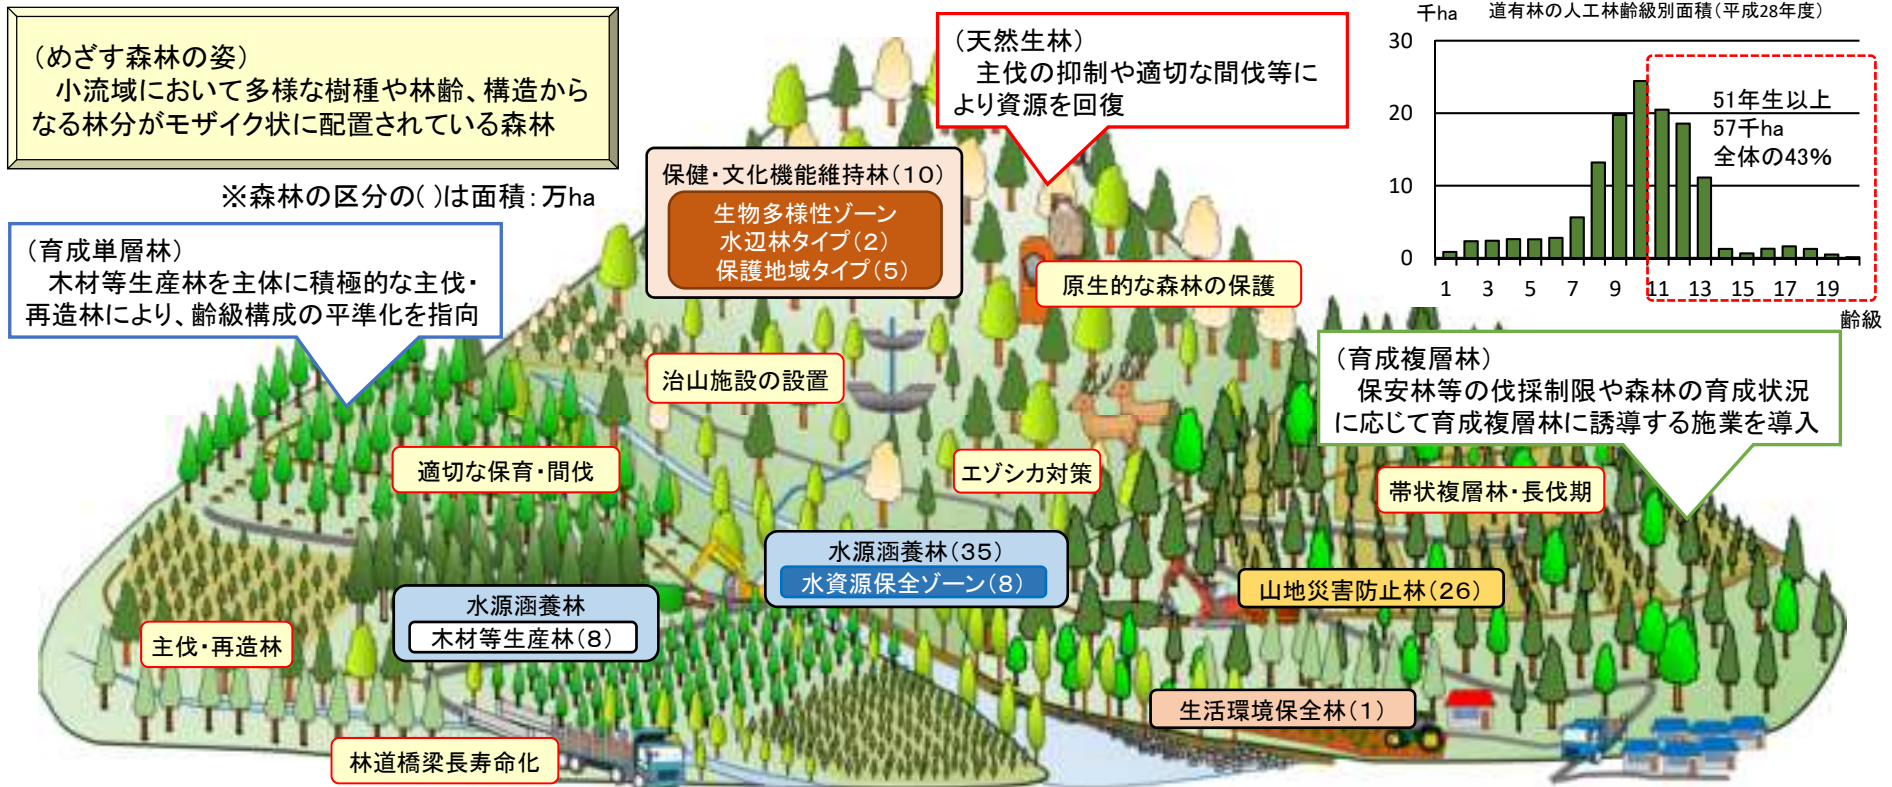 （めざす森林の姿）
小流域において多様な樹種や林齢、構造から
なる林分がモザイク状に配置されている森林
※森林の区分の（ ）は面積：万ha
（育成単層林）
木材等生産林を主体に積極的な主伐・
再造林により、齢級構成の平準化を指向
保健・文化機能維持林（10）
生物多様性ゾーン
水辺林タイプ（2）
保護地域タイプ（5）
（天然生林）
主伐の抑制や適切な間伐等に
より資源を回復
千ha 道有林の人工林齢級別面積（平成28年度）
30
20
10
0
51年生以上
57千ha
全体の43%
1 3 5 7 9 11 13 15 17 19
齢級
原生的な森林の保護
治山施設の設置
（育成複層林）
保安林等の伐採制限や森林の育成状況
に応じて育成複層林に誘導する施業を導入
適切な保育・間伐
エゾシカ対策
帯状複層林・長伐期
水源涵養林（35）
水資源保全ゾーン（8）
山地災害防止林（26）
水源涵養林
木材等生産林（8）
主伐・再造林
生活環境保全林（1）
林道橋梁長寿命化